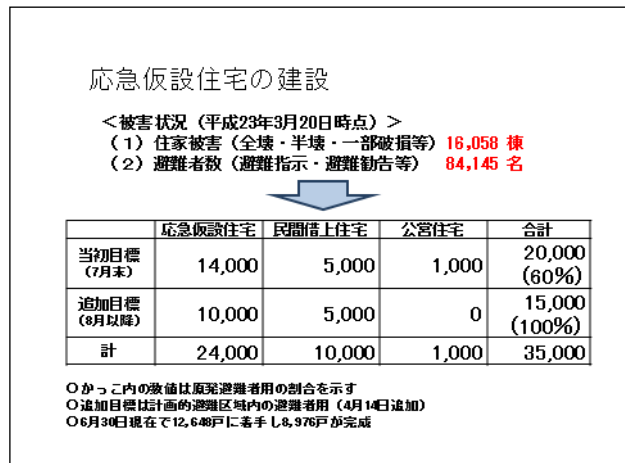 応急仮設住宅の建設
＜被害状況（平成23年3月20日時点）＞
（1）住家被害（全壊・半壊・一部破損等）16,058 棟
（2）避難者数（避難指示・避難勧告等） 84,145 名
応急仮設住宅 民間借上住宅 公営住宅 合計
当初目標 14,000 5,000 1,000 20,000
（7月末） (60%)
追加目標 10,000 5,000 0 15,000
（8月以降） (100%)
計 24,000 10,000 1,000 35,000
○かっこ内の数値は原発避難者用の割合を示す
○追加目標は計画的避難区域内の避難者用（4月14日追加）
○6月30日現在で12,648戸に着手し8,976戸が完成